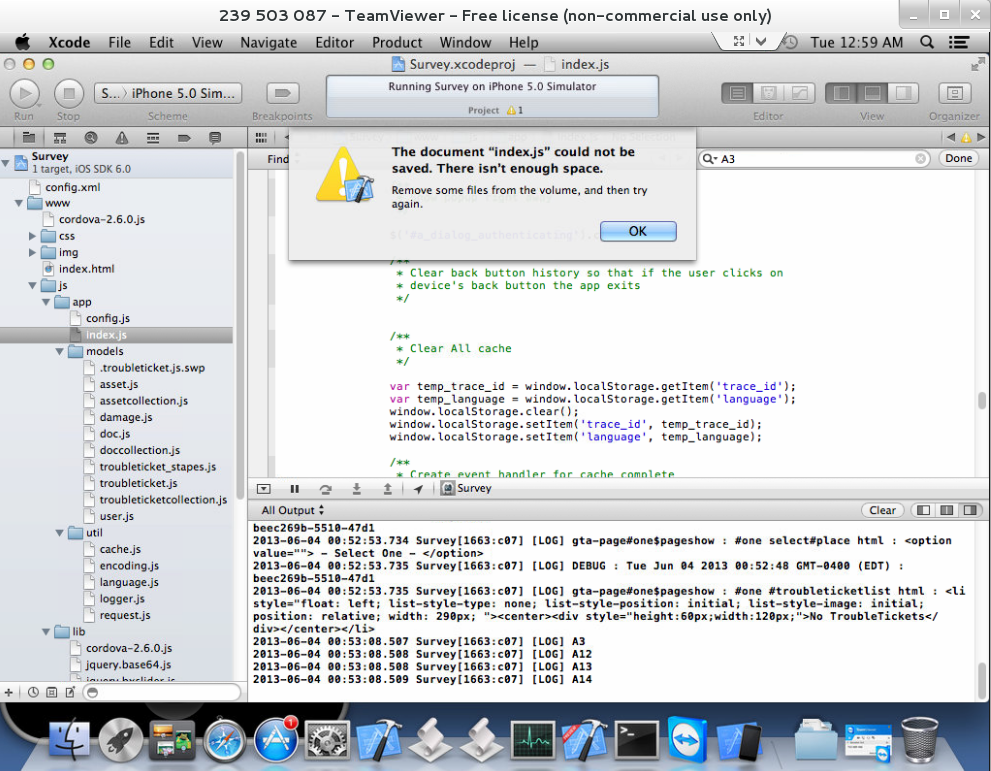 239 503 087 – TeamViewer – Free license (non-commercial use only)
Xcode File Edit View Navigate Editor Product Window Help Tue 12:59 AM
Survey.xcodeproj — index.js
S...〉iPhone 5.0 Sim...
Running Survey on iPhone 5.0 Simulator
Project 1
Run Stop Scheme Breakpoints Editor View Organizer
Survey
1 target, iOS SDK 6.0
config.xml
www
cordova-2.6.0.js
css
img
index.html
js
app
config.js
index.js
models
.troubleticket.js.swp
asset.js
assetcollection.js
damage.js
doc.js
doccollection.js
troubleticket_stapes.js
troubleticket.js
troubleticketcollection.js
user.js
util
cache.js
encoding.js
language.js
logger.js
request.js
lib
cordova-2.6.0.js
jquery.base64.js
jquery.bxslider.js
Find
A3
Done
The document “index.js” could not be
saved. There isn’t enough space.
Remove some files from the volume, and then try
again.
OK
$('#p_dialog_authenticating').
/**
* Clear back button history so that if the user clicks on
* device's back button the app exits
*/
/**
* Clear All cache
*/
var temp_trace_id = window.localStorage.getItem('trace_id');
var temp_language = window.localStorage.getItem('language');
window.localStorage.clear();
window.localStorage.setItem('trace_id', temp_trace_id);
window.localStorage.setItem('language', temp_language);
/**
* Create event handler for cache complete
Survey
All Output
Clear
beec269b-5510-47d1
2013-06-04 00:52:53.734 Survey[1663:c07] [LOG] gta-page#one$pageshow : #one select#place html : <option
value=""> - Select One - </option>
2013-06-04 00:52:53.735 Survey[1663:c07] [LOG] DEBUG : Tue Jun 04 2013 00:52:48 GMT-0400 (EDT) :
beec269b-5510-47d1
2013-06-04 00:52:53.735 Survey[1663:c07] [LOG] gta-page#one$pageshow : #one #troubleticketlist html : <li
style="float: left; list-style-type: none; list-style-position: initial; list-style-image: initial;
position: relative; width: 290px; "><center><div style="height:60px;width:120px;">No TroubleTickets</
div></center></li>
2013-06-04 00:53:08.507 Survey[1663:c07] [LOG] A3
2013-06-04 00:53:08.508 Survey[1663:c07] [LOG] A12
2013-06-04 00:53:08.508 Survey[1663:c07] [LOG] A13
2013-06-04 00:53:08.509 Survey[1663:c07] [LOG] A14
1